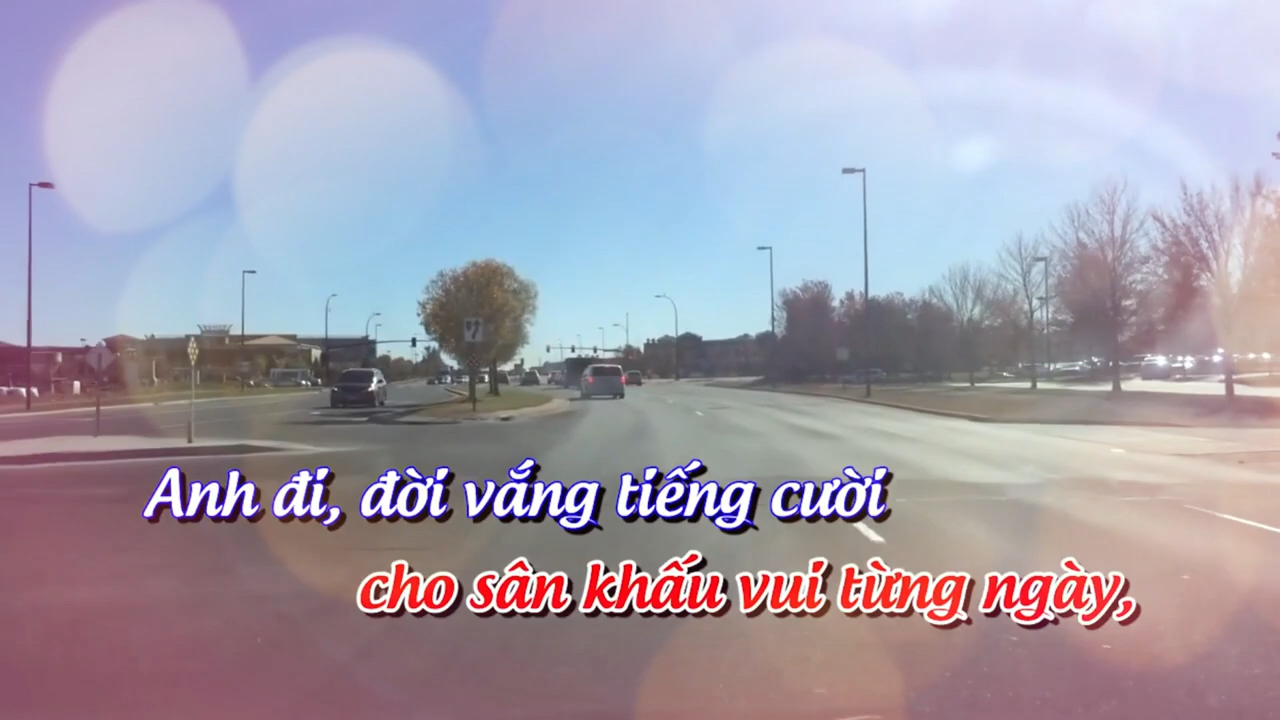 Anh đi, đời vắng tiếng cười
cho sân khấu vui từng ngày,